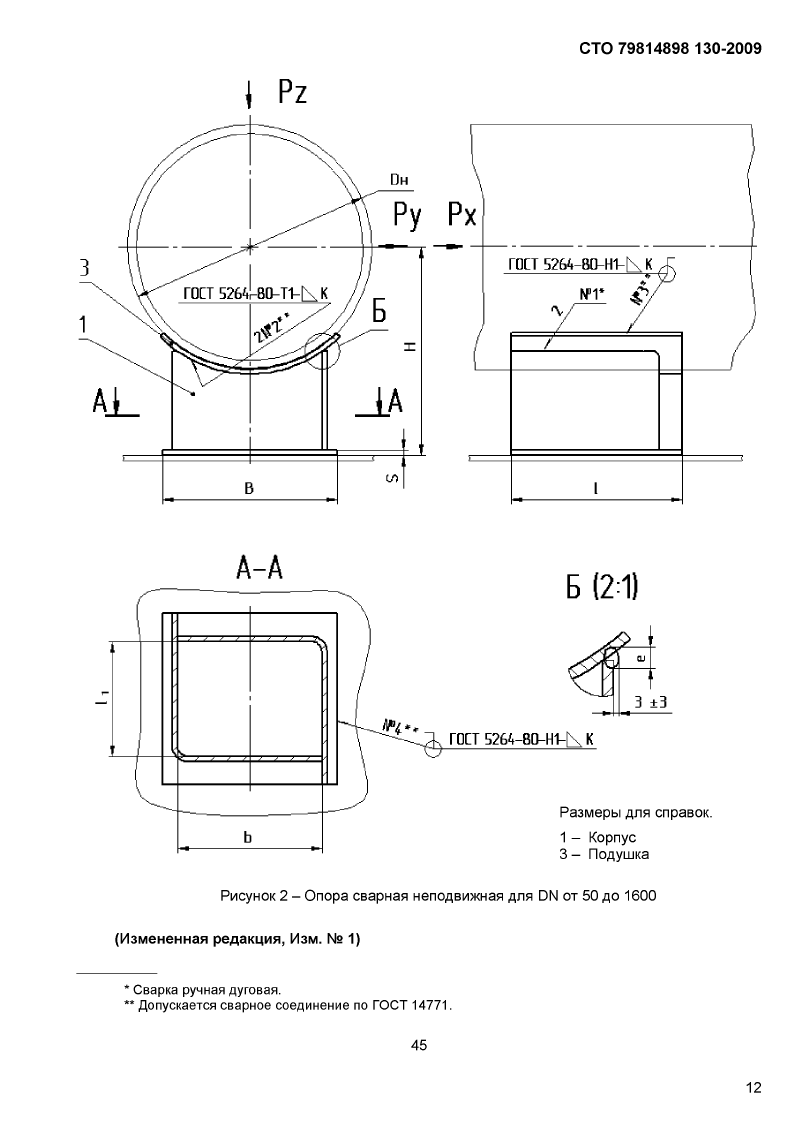 СТО 79814898 130-2009
Pz
Dн
Py
Px
ГОСТ 5264-80-Н1-◺ К
3
ГОСТ 5264-80-Т1-◺ К
№3**
№1*
2
1
2№2**
Б
H
А
А
S
B
l
А-А
Б (2:1)
e
l₁
3 ±3
№4**
ГОСТ 5264-80-Н1-◺ К
b
Размеры для справок.
1 – Корпус
3 – Подушка
Рисунок 2 – Опора сварная неподвижная для DN от 50 до 1600
(Измененная редакция, Изм. № 1)
* Сварка ручная дуговая.
** Допускается сварное соединение по ГОСТ 14771.
45
12